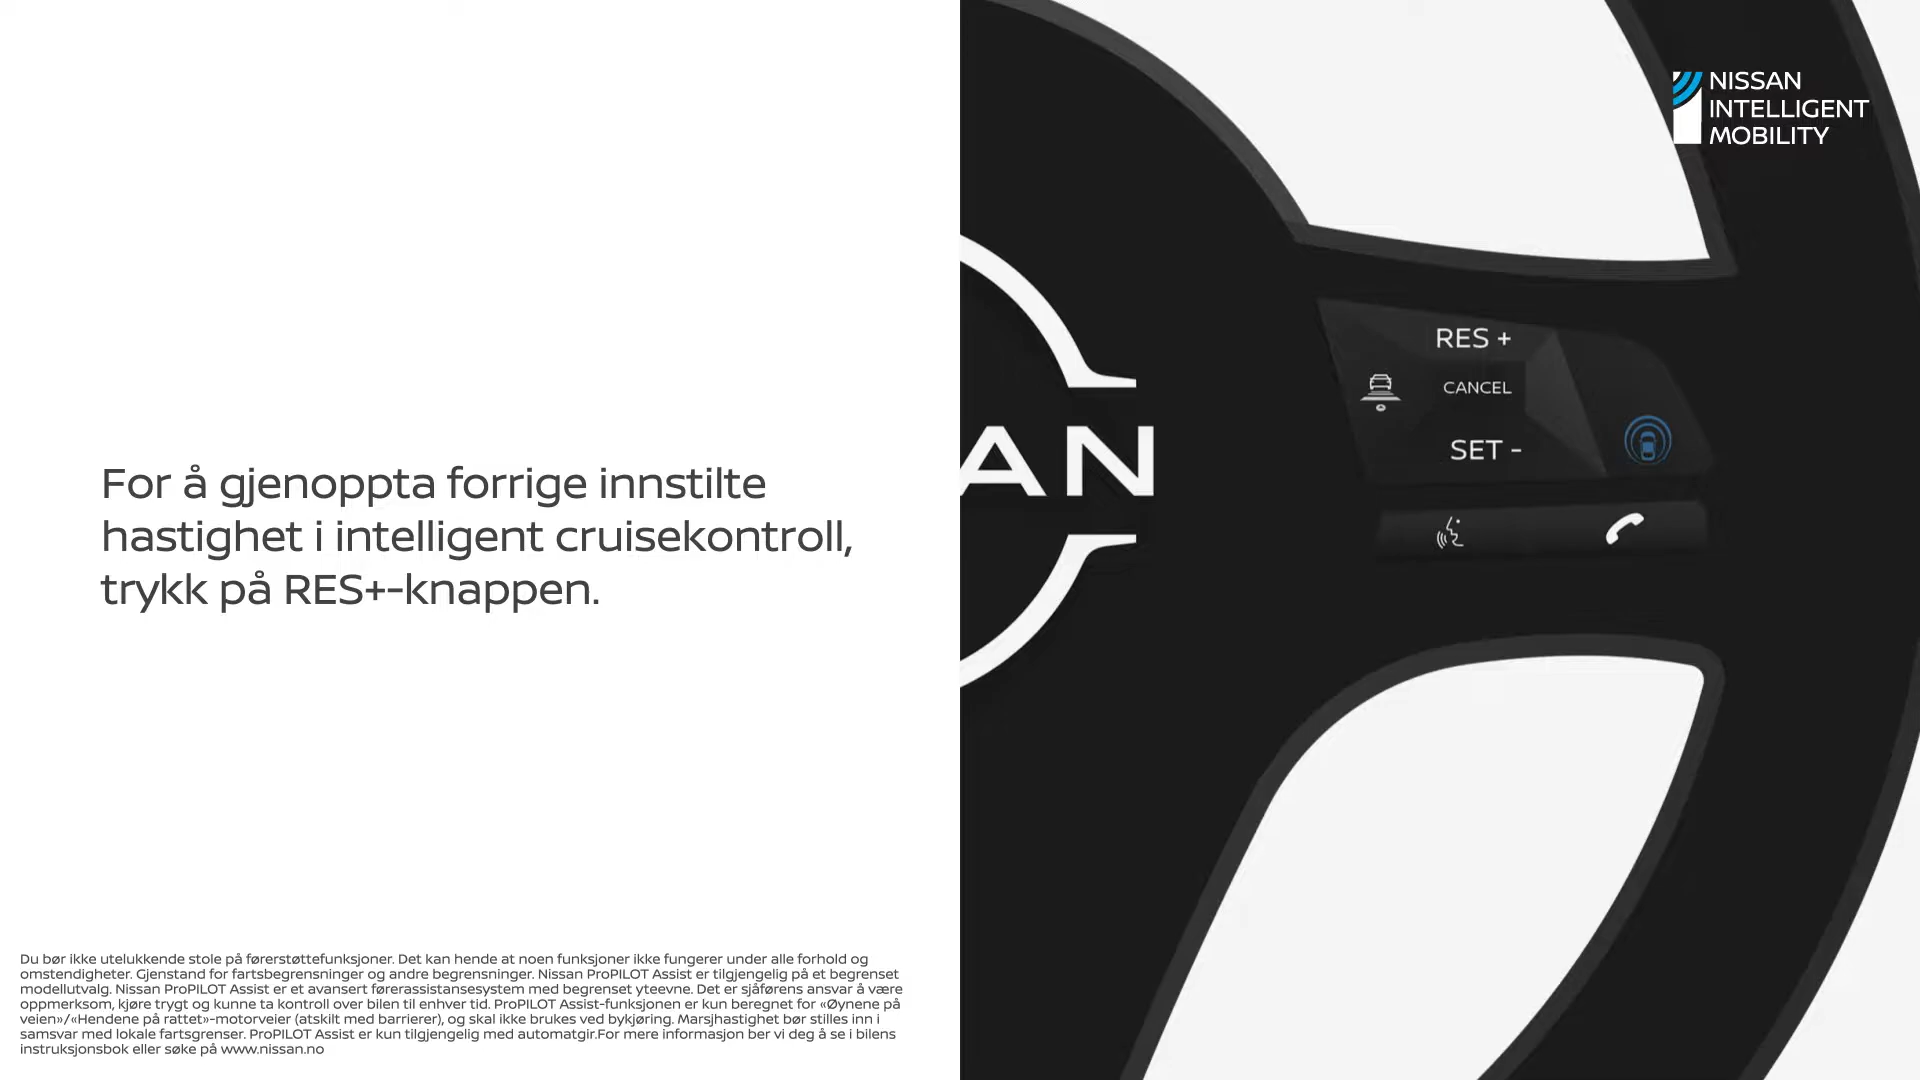 NISSAN
INTELLIGENT
MOBILITY
RES +
CANCEL
SET -
AN
For å gjenoppta forrige innstilte
hastighet i intelligent cruisekontroll,
trykk på RES+-knappen.
Du bør ikke utelukkende stole på førerstøttefunksjoner. Det kan hende at noen funksjoner ikke fungerer under alle forhold og
omstendigheter. Gjenstand for fartsbegrensninger og andre begrensninger. Nissan ProPILOT Assist er tilgjengelig på et begrenset
modellutvalg. Nissan ProPILOT Assist er et avansert førerassistansesystem med begrenset yteevne. Det er sjåførens ansvar å være
oppmerksom, kjøre trygt og kunne ta kontroll over bilen til enhver tid. ProPILOT Assist-funksjonen er kun beregnet for «Øynene på
veien»/«Hendene på rattet»-motorveier (atskilt med barrierer), og skal ikke brukes ved bykjøring. Marsjhastighet bør stilles inn i
samsvar med lokale fartsgrenser. ProPILOT Assist er kun tilgjengelig med automatgir.For mere informasjon ber vi deg å se i bilens
instruksjonsbok eller søke på www.nissan.no